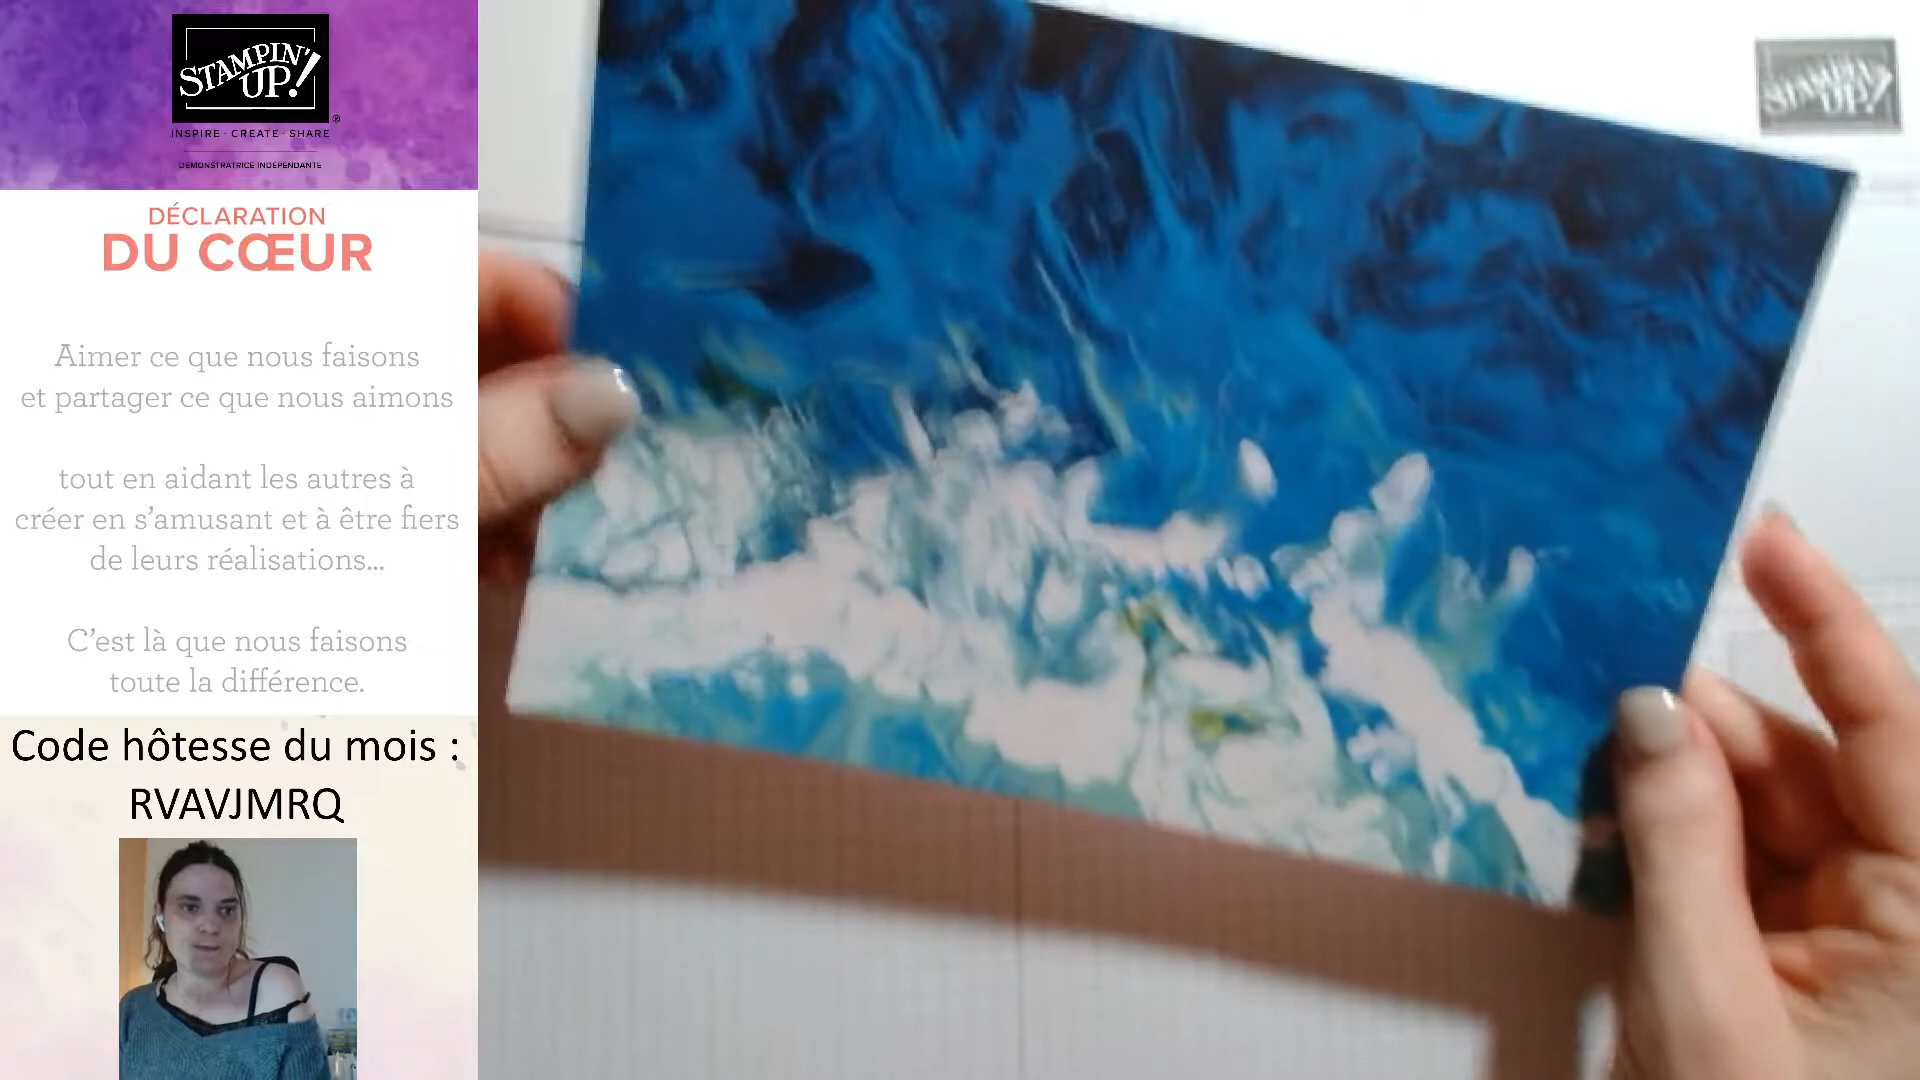 STAMPIN' UP!®
INSPIRE · CREATE · SHARE
DÉMONSTRATRICE INDÉPENDANTE
DÉCLARATION
DU CŒUR
Aimer ce que nous faisons
et partager ce que nous aimons
tout en aidant les autres à
créer en s’amusant et à être fiers
de leurs réalisations...
C’est là que nous faisons
toute la différence.
Code hôtesse du mois :
RVAVJMRQ
STAMPIN' UP!